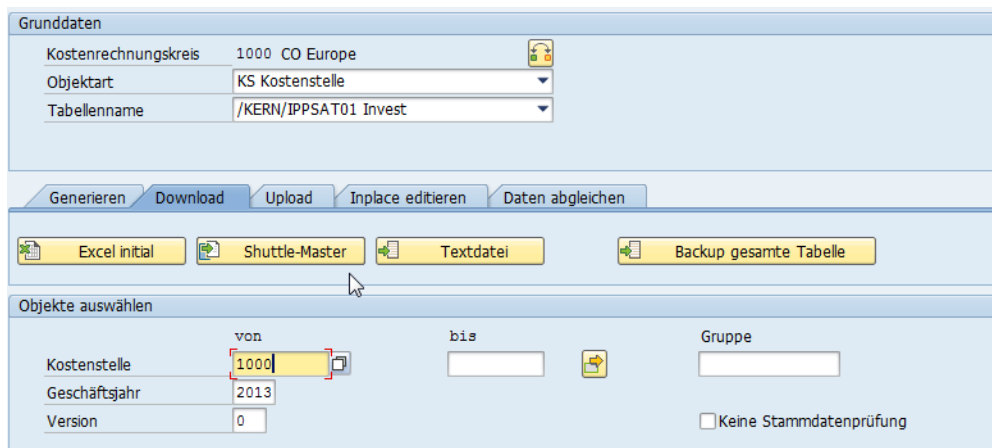 Grunddaten
Kostenrechnungskreis 1000 CO Europe
Objektart KS Kostenstelle
Tabellenname /KERN/IPPSAT01 Invest
Generieren Download Upload Inplace editieren Daten abgleichen
Excel initial Shuttle-Master Textdatei Backup gesamte Tabelle
Objekte auswählen
von bis Gruppe
Kostenstelle 1000
Geschäftsjahr 2013
Version 0 Keine Stammdatenprüfung